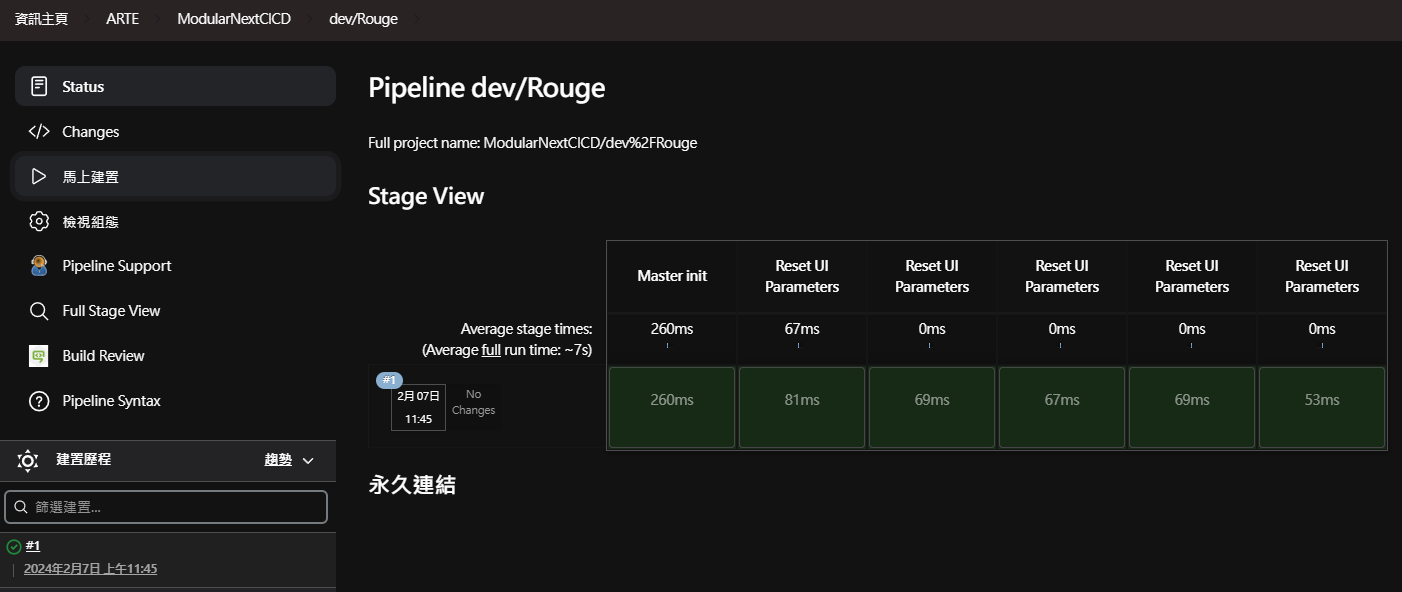 資訊主頁 ARTE ModularNextCICD dev/Rouge
Status
Changes
馬上建置
檢視組態
Pipeline Support
Full Stage View
Build Review
Pipeline Syntax
建置歷程 趨勢
篩選建置...
#1
2024年2月7日 上午11:45
Pipeline dev/Rouge
Full project name: ModularNextCICD/dev%2FRouge
Stage View
Master init
Reset UI
Parameters
Reset UI
Parameters
Reset UI
Parameters
Reset UI
Parameters
Reset UI
Parameters
Average stage times:
(Average full run time: ~7s)
260ms 67ms 0ms 0ms 0ms 0ms
#1
2月 07日
11:45
No
Changes
260ms 81ms 69ms 67ms 69ms 53ms
永久連結